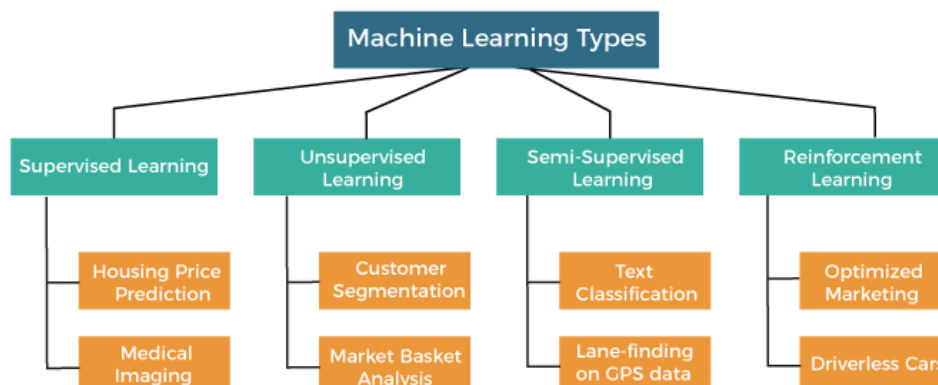 Machine Learning Types
Supervised Learning
Unsupervised
Learning
Semi-Supervised
Learning
Reinforcement
Learning
Housing Price
Prediction
Customer
Segmentation
Text
Classification
Optimized
Marketing
Medical
Imaging
Market Basket
Analysis
Lane-finding
on GPS data
Driverless Cars